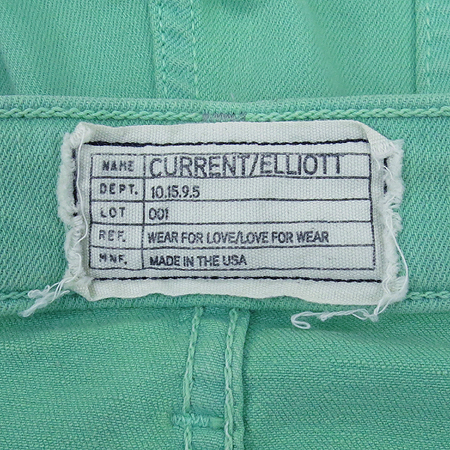 NAME CURRENT/ELLIOTT
DEPT. 10.15.9.5
LOT 001
REF. WEAR FOR LOVE/LOVE FOR WEAR
MNF. MADE IN THE USA